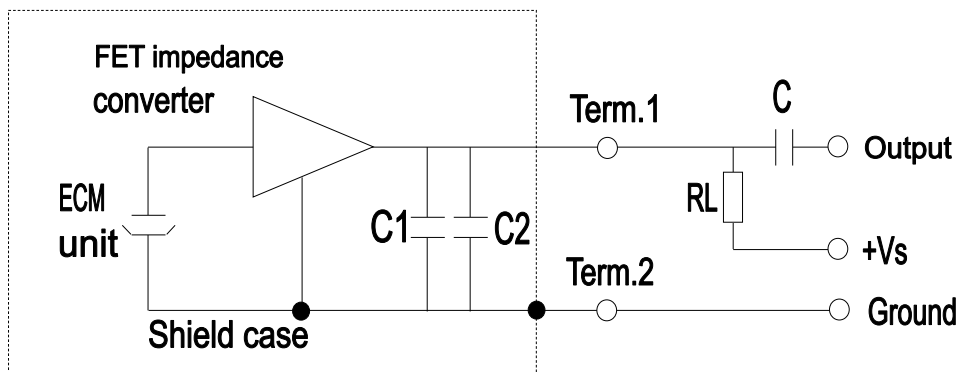 FET impedance
converter
Term.1
C
Output
ECM
unit
C1
C2
RL
+Vs
Term.2
Ground
Shield case